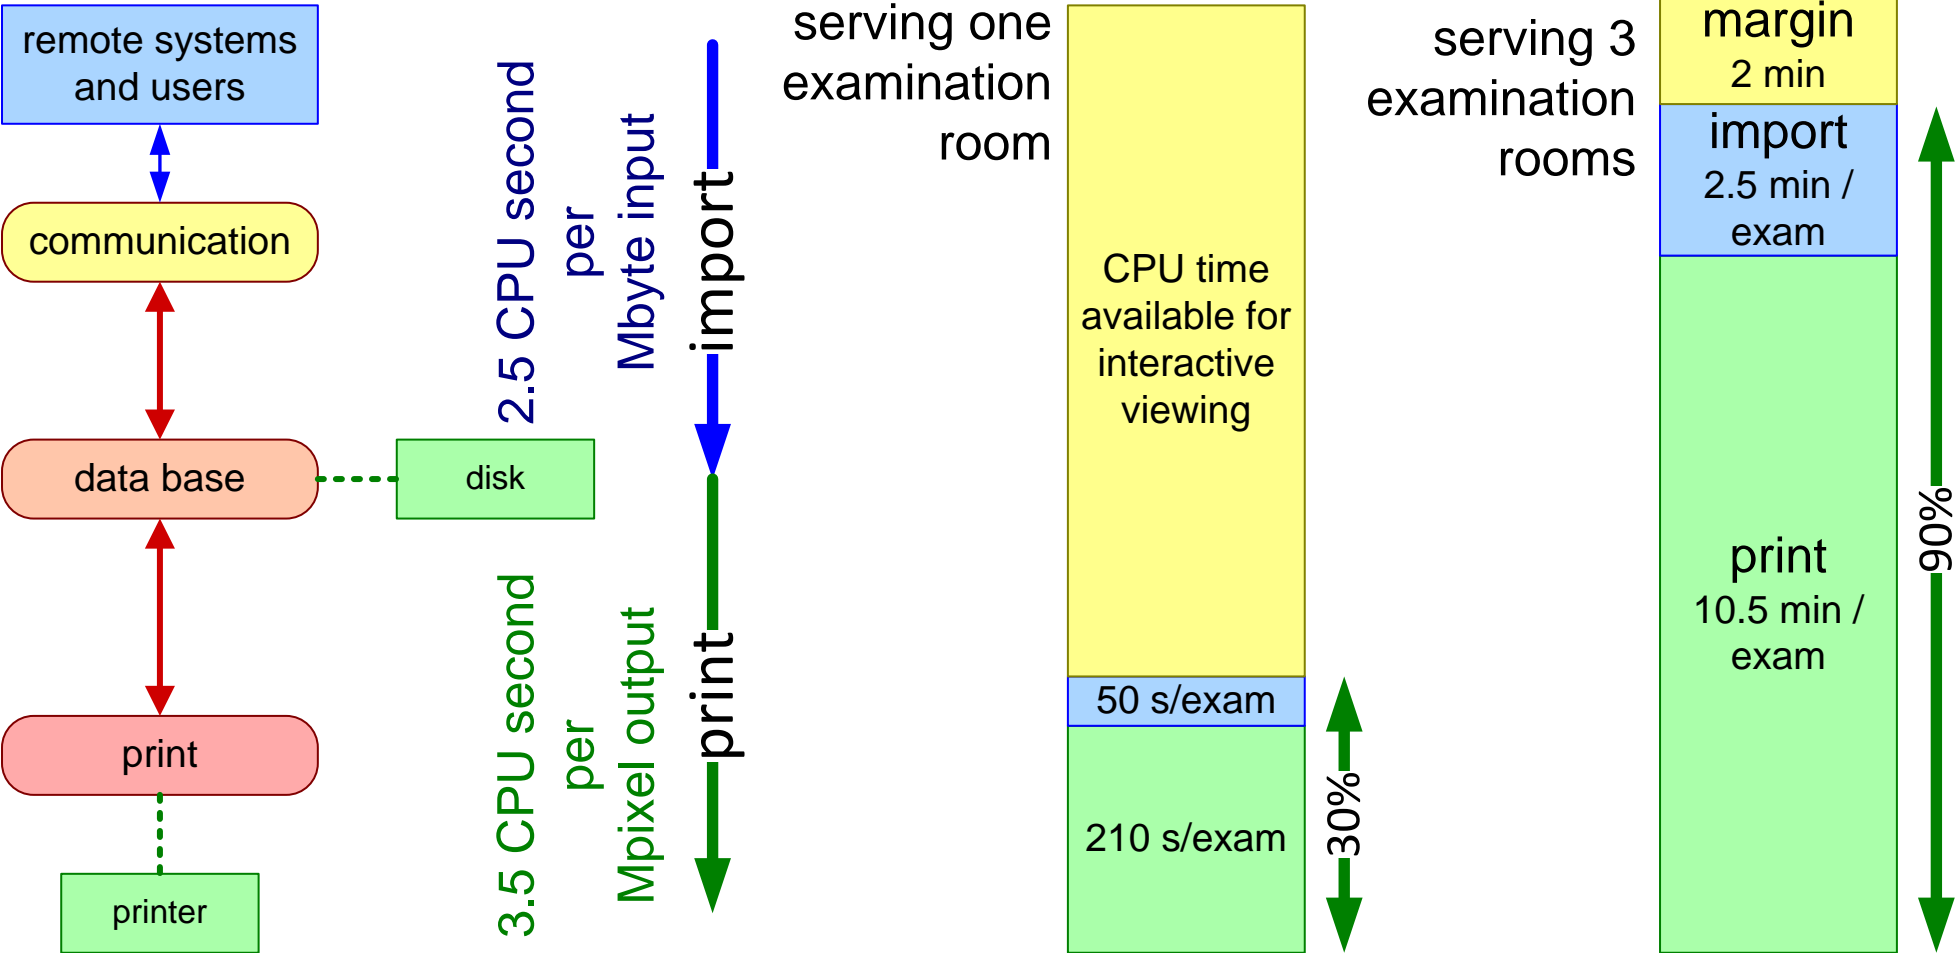 remote systems
and users
communication
data base
disk
print
printer
2.5 CPU second
per
Mbyte input
import
3.5 CPU second
per
Mpixel output
print
serving one
examination
room
CPU time
available for
interactive
viewing
50 s/exam
210 s/exam
30%
serving 3
examination
rooms
margin
2 min
import
2.5 min /
exam
print
10.5 min /
exam
90%